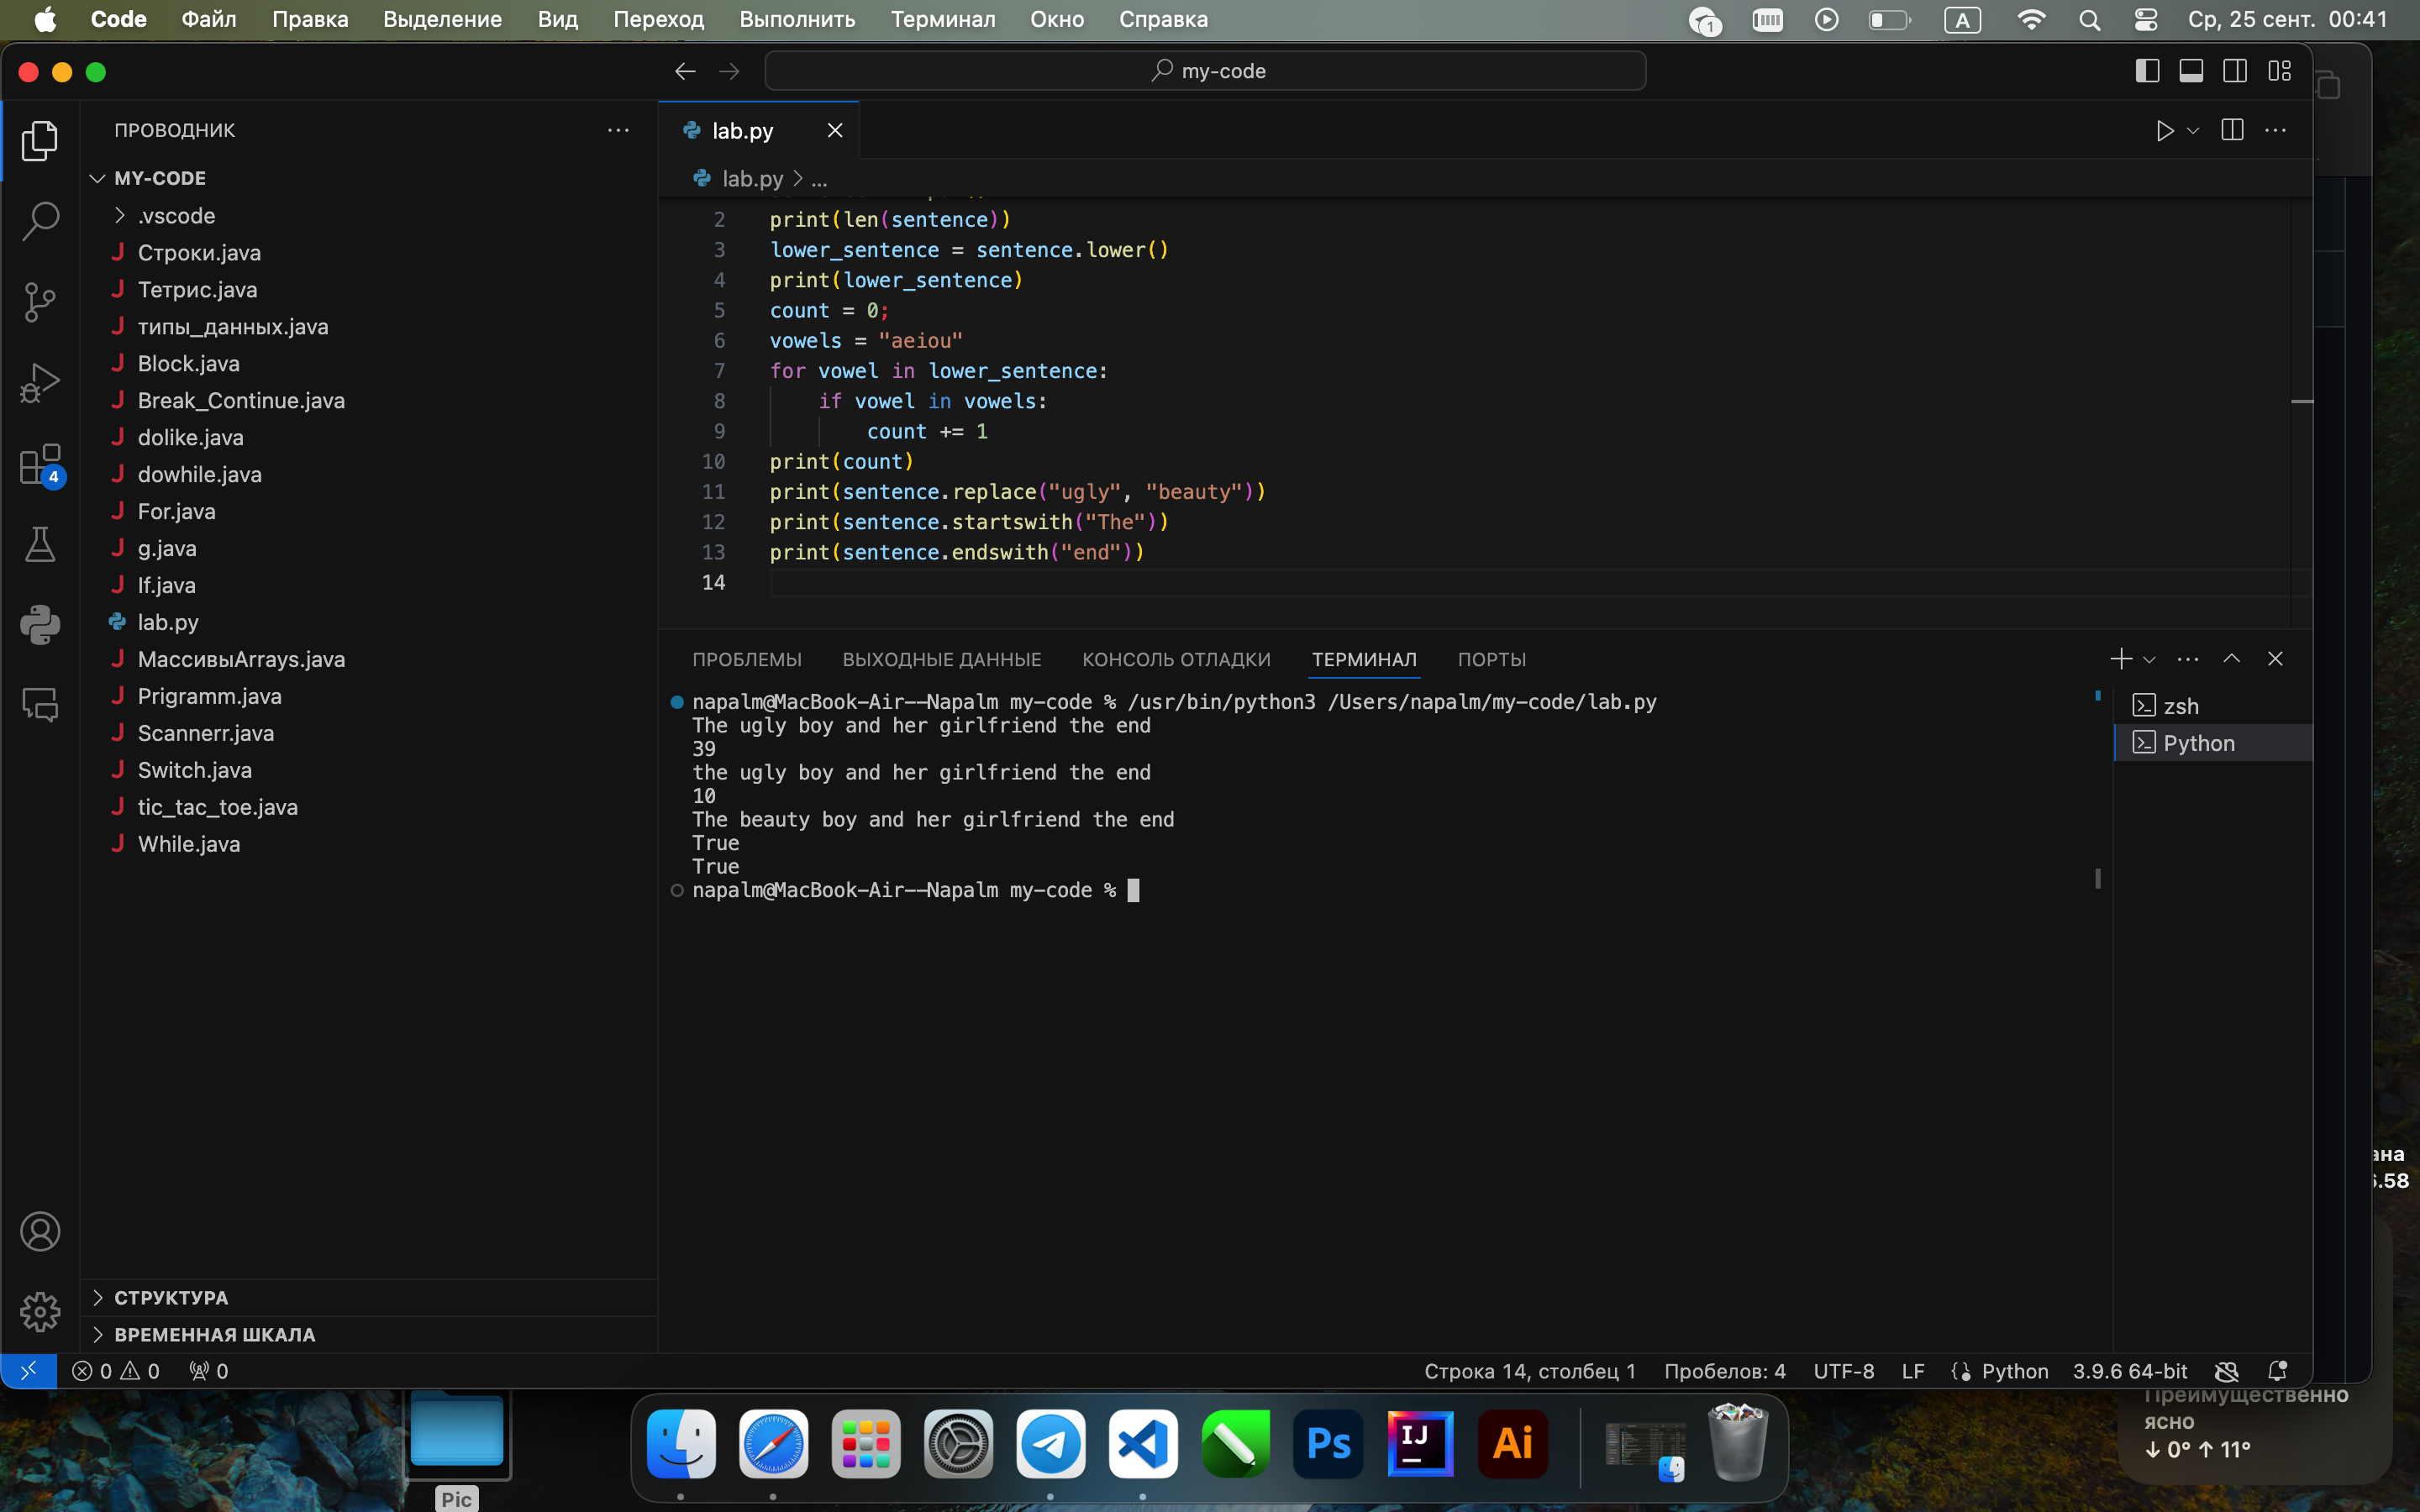 Code Файл Правка Выделение Вид Переход Выполнить Терминал Окно Справка 1 A Ср, 25 сент. 00:41
my-code
ПРОВОДНИК
lab.py
MY-CODE
lab.py > ...
.vscode
Строки.java
Тетрис.java
типы_данных.java
Block.java
Break_Continue.java
dolike.java
dowhile.java
For.java
g.java
If.java
lab.py
МассивыArrays.java
Prigramm.java
Scannerr.java
Switch.java
tic_tac_toe.java
While.java
4
СТРУКТУРА
ВРЕМЕННАЯ ШКАЛА
2 print(len(sentence))
3 lower_sentence = sentence.lower()
4 print(lower_sentence)
5 count = 0;
6 vowels = "aeiou"
7 for vowel in lower_sentence:
8 if vowel in vowels:
9 count += 1
10 print(count)
11 print(sentence.replace("ugly", "beauty"))
12 print(sentence.startswith("The"))
13 print(sentence.endswith("end"))
14
ПРОБЛЕМЫ ВЫХОДНЫЕ ДАННЫЕ КОНСОЛЬ ОТЛАДКИ ТЕРМИНАЛ ПОРТЫ
napalm@MacBook-Air--Napalm my-code % /usr/bin/python3 /Users/napalm/my-code/lab.py
The ugly boy and her girlfriend the end
39
the ugly boy and her girlfriend the end
10
The beauty boy and her girlfriend the end
True
True
napalm@MacBook-Air--Napalm my-code %
zsh
Python
0 0 0
Строка 14, столбец 1 Пробелов: 4 UTF-8 LF Python 3.9.6 64-bit
Преимущественно
ясно
↓ 0° ↑ 11°
Pic
Ps
IJ
Ai